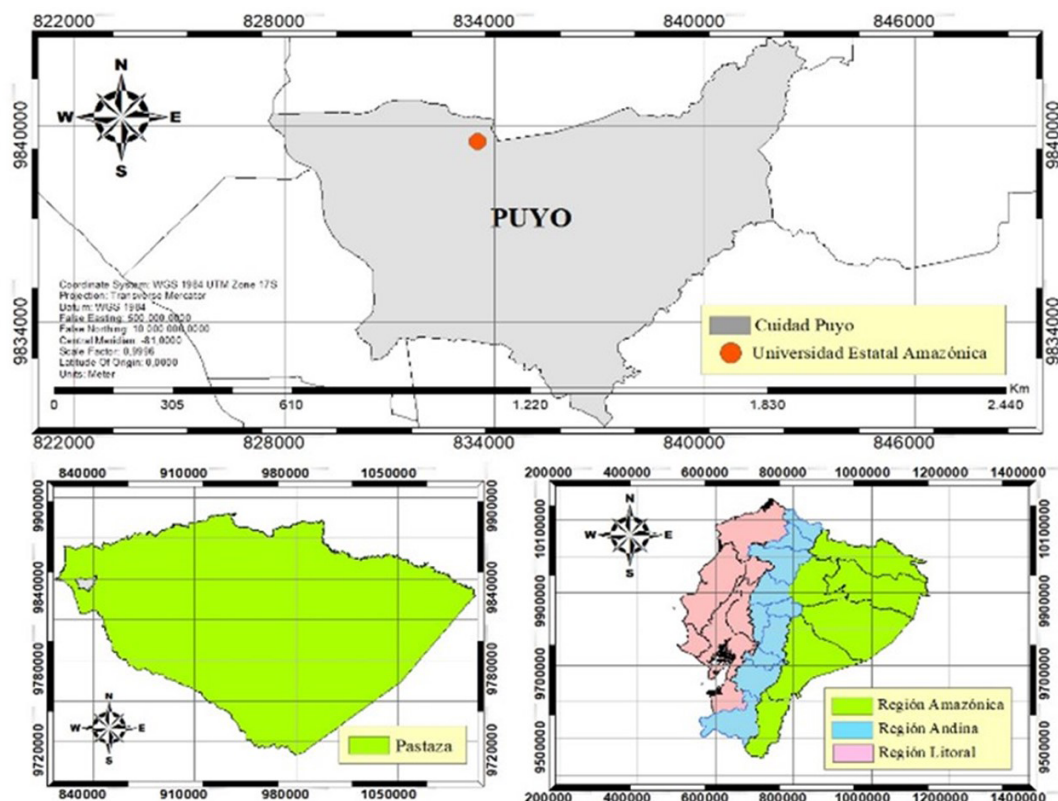 822000 828000 834000 840000 846000
N
W E
S
9840000 9840000
PUYO
Coordinate System: WGS 1984 UTM Zone 17S
Projection: Transverse Mercator
Datum: WGS 1984
False Easting: 500.000,0000
False Northing: 10.000.000,0000
Central Meridian: -81,0000
Scale Factor: 0,9996
Latitude Of Origin: 0,0000
Units: Meter
9834000 9834000
Cuidad Puyo
Universidad Estatal Amazónica
Km
0 305 610 1.220 1.830 2.440
822000 828000 834000 840000 846000
840000 910000 980000 1050000
9900000 9900000
9840000 9840000
9780000 9780000
9720000 9720000
N
W E
S
Pastaza
840000 910000 980000 1050000
200000 400000 600000 800000 1000000 1200000 1400000
N
W E
S
10100000 10100000
9900000 9900000
9700000 9700000
9500000 9500000
Región Amazónica
Región Andina
Región Litoral
200000 400000 600000 800000 1000000 1200000 1400000